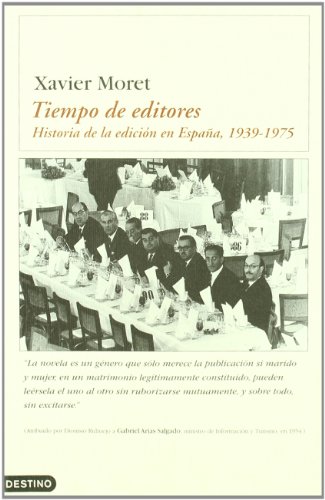 Xavier Moret
Tiempo de editores
Historia de la edición en España, 1939-1975
"La novela es un género que sólo merece la publicación si marido
y mujer, en un matrimonio legítimamente constituido, pueden
leérsela el uno al otro sin ruborizarse mutuamente, y sobre todo,
sin excitarse."
(Atribuido por Dionisio Ridruejo a Gabriel Arias Salgado, ministro de Información y Turismo, en 1954.)
DESTINO